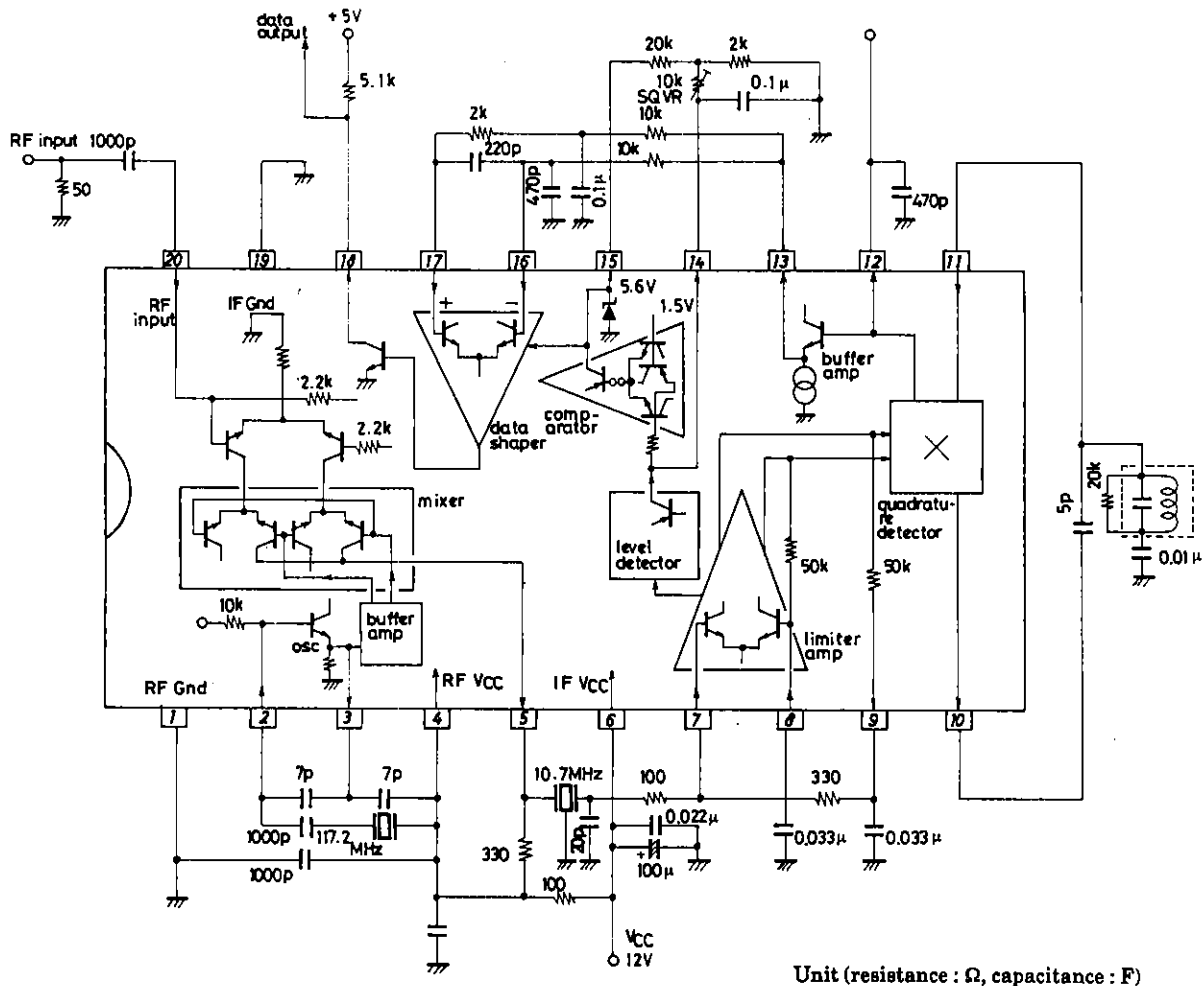 data
output
+5V
5.1k
20k
2k
10k
SQ VR
0.1μ
2k
10k
220p
10k
470p
0.1μ
RF input
1000p
50
470p
20
19
18
17
16
15
14
13
12
11
RF
input
IF Gnd
2.2k
2.2k
+
−
data
shaper
5.6V
1.5V
comp-
arator
buffer
amp
mixer
level
detector
quadratu-
re
detector
50k
50k
limiter
amp
10k
osc
buffer
amp
20k
5p
0.01μ
RF Gnd
RF VCC
IF VCC
1
2
3
4
5
6
7
8
9
10
7p
7p
1000p
117.2
MHz
1000p
10.7MHz
100
330
20p
0.022μ
+
100μ
0.033μ
0.033μ
330
100
VCC
12V
Unit (resistance : Ω, capacitance : F)